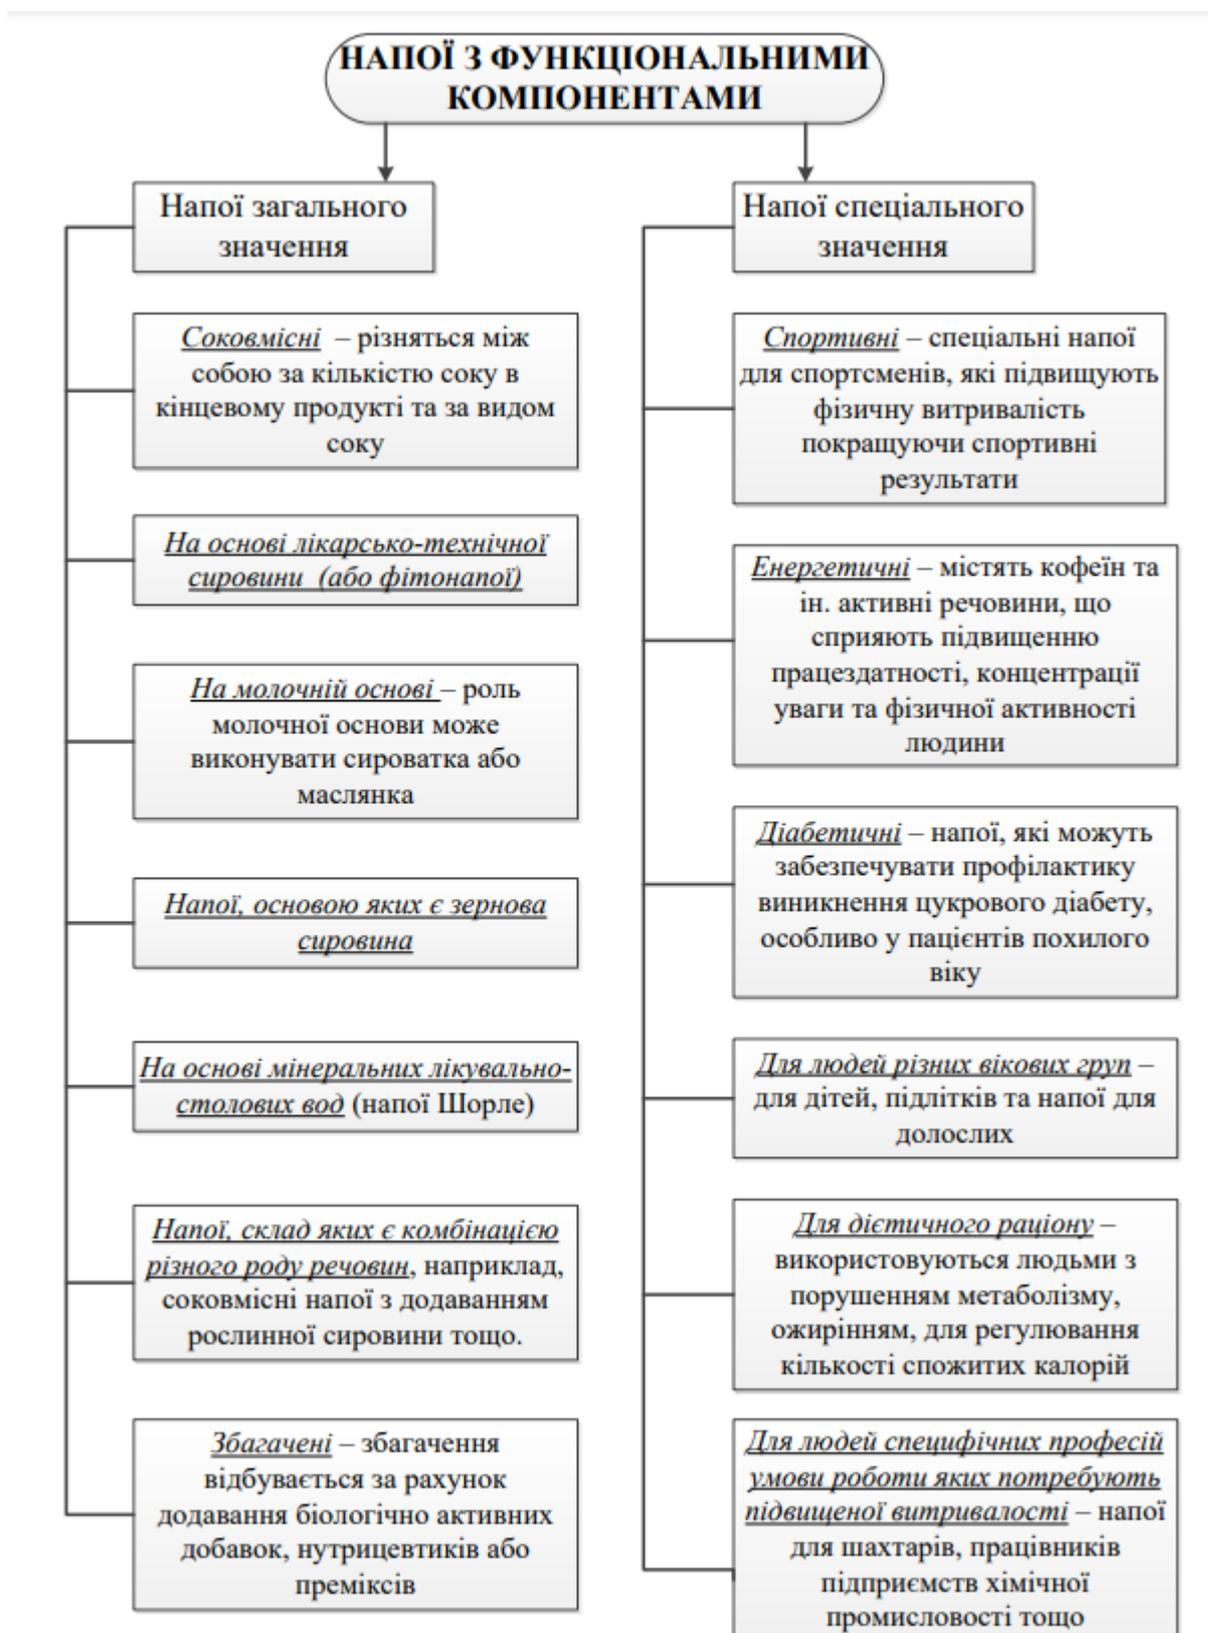 НАПОЇ З ФУНКЦІОНАЛЬНИМИ
КОМПОНЕНТАМИ
Напої загального
значення
Соковмісні – різняться між
собою за кількістю соку в
кінцевому продукті та за видом
соку
На основі лікарсько-технічної
сировини (або фітонапої)
На молочній основі – роль
молочної основи може
виконувати сироватка або
маслянка
Напої, основою яких є зернова
сировина
На основі мінеральних лікувально-
столових вод (напої Шорле)
Напої, склад яких є комбінацією
різного роду речовин, наприклад,
соковмісні напої з додаванням
рослинної сировини тощо.
Збагачені – збагачення
відбувається за рахунок
додавання біологічно активних
добавок, нутрицевтиків або
преміксів
Напої спеціального
значення
Спортивні – спеціальні напої
для спортсменів, які підвищують
фізичну витривалість
покращуючи спортивні
результати
Енергетичні – містять кофеїн та
ін. активні речовини, що
сприяють підвищенню
працездатності, концентрації
уваги та фізичної активності
людини
Діабетичні – напої, які можуть
забезпечувати профілактику
виникнення цукрового діабету,
особливо у пацієнтів похилого
віку
Для людей різних вікових груп –
для дітей, підлітків та напої для
долослих
Для дієтичного раціону –
використовуються людьми з
порушенням метаболізму,
ожирінням, для регулювання
кількості спожитих калорій
Для людей специфічних професій
умови роботи яких потребують
підвищеної витривалості – напої
для шахтарів, працівників
підприємств хімічної
промисловості тощо